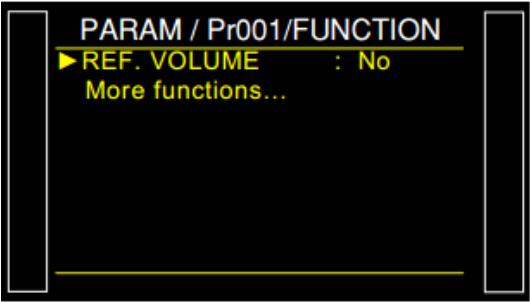 PARAM / Pr001/FUNCTION
►REF. VOLUME : No
More functions...